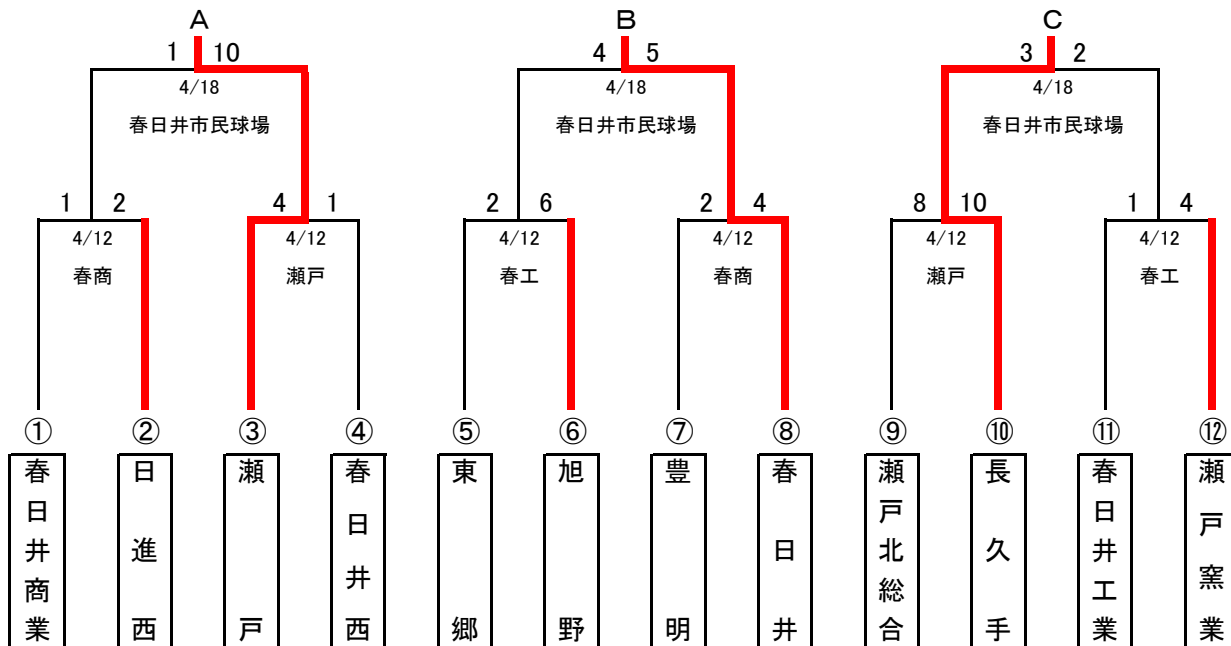 A B C
1 10 4 5 3 2
4/18 4/18 4/18
春日井市民球場 春日井市民球場 春日井市民球場
1 2 4 1 2 6 2 4 8 10 1 4
4/12 4/12 4/12 4/12 4/12 4/12
春商 瀬戸 春工 春商 瀬戸 春工
① ② ③ ④ ⑤ ⑥ ⑦ ⑧ ⑨ ⑩ ⑪ ⑫
春日井商業
日進西
瀬戸
春日井西
東郷
旭野
豊明
春日井
瀬戸北総合
長久手
春日井工業
瀬戸窯業